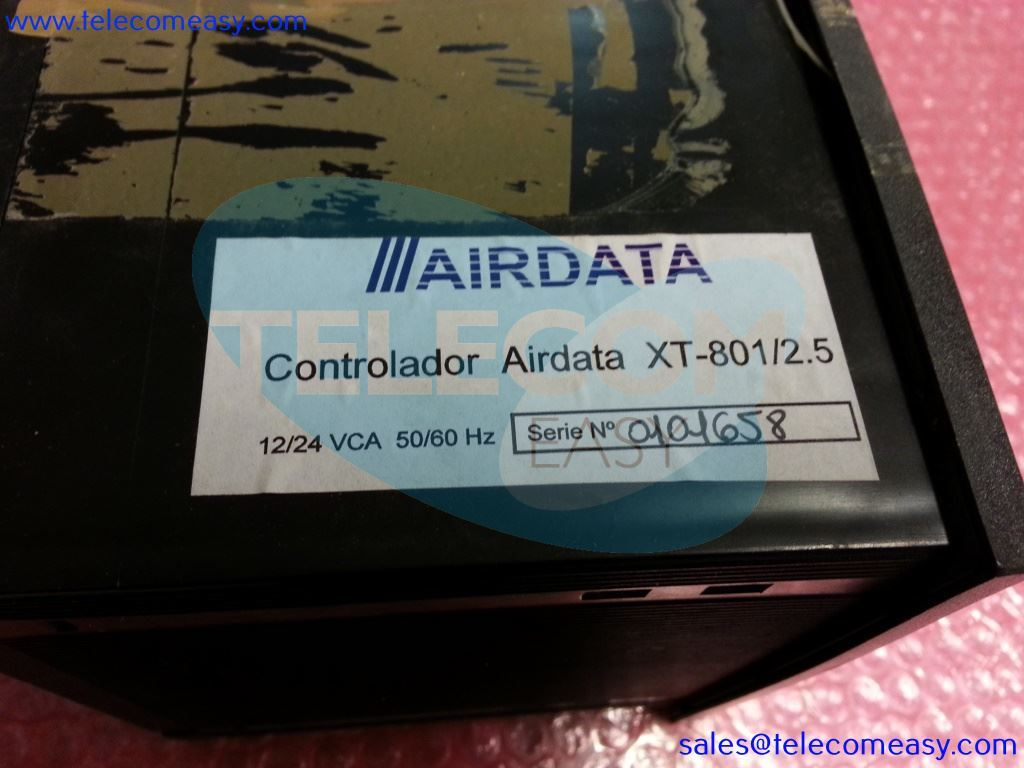 www.telecomeasy.com
AIRDATA
TELECOM
Controlador Airdata XT-801/2.5
12/24 VCA 50/60 Hz
Serie Nº 0101658
EASY
sales@telecomeasy.com